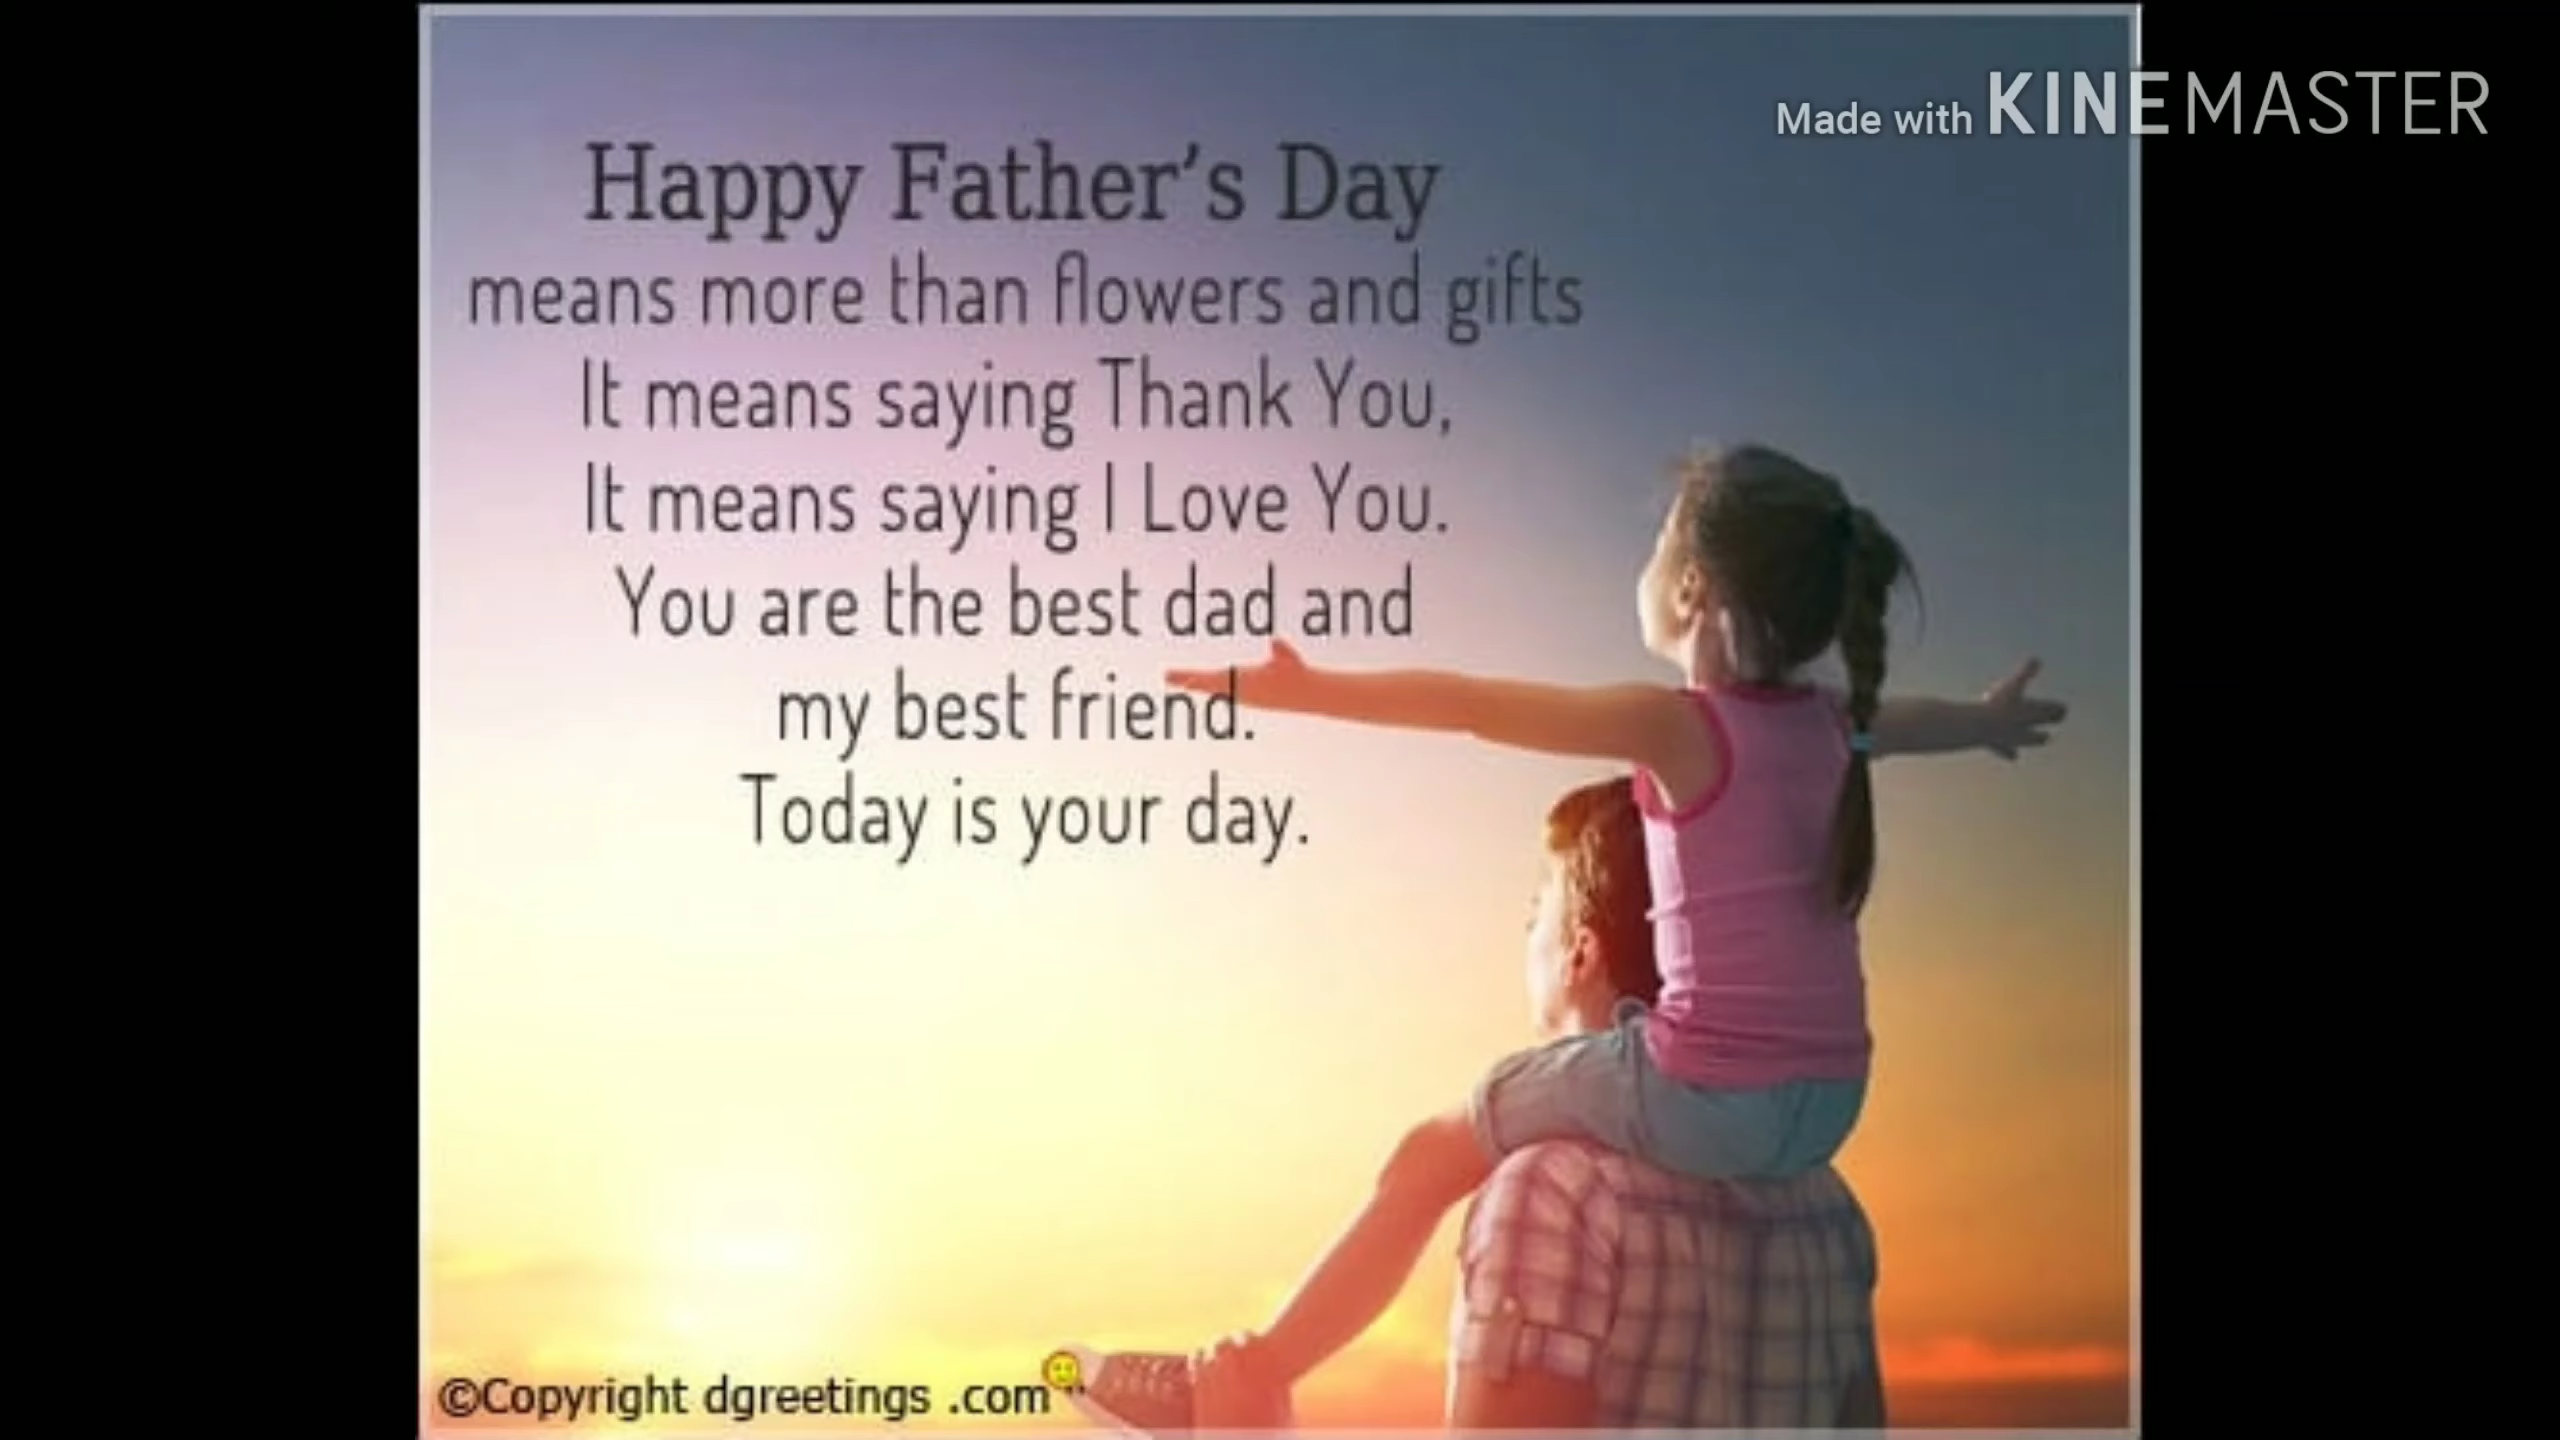 Made with KINEMASTER
Happy Father's Day
means more than flowers and gifts
It means saying Thank You,
It means saying I Love You.
You are the best dad and
my best friend.
Today is your day.
©Copyright dgreetings .com